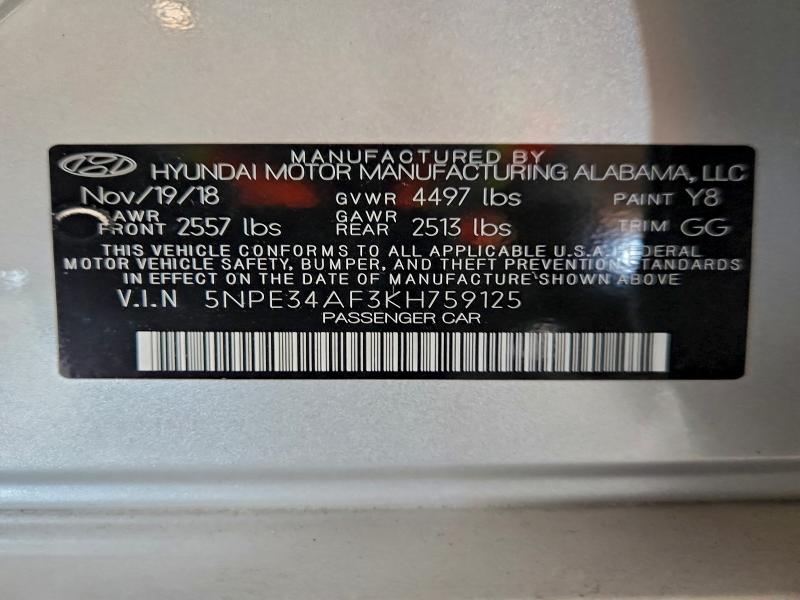 MANUFACTURED BY
HYUNDAI MOTOR MANUFACTURING ALABAMA, LLC
Nov/19/18 GVWR 4497 lbs PAINT Y8
GAWR FRONT 2557 lbs GAWR REAR 2513 lbs TRIM GG
THIS VEHICLE CONFORMS TO ALL APPLICABLE U.S.A. FEDERAL
MOTOR VEHICLE SAFETY, BUMPER, AND THEFT PREVENTION STANDARDS
IN EFFECT ON THE DATE OF MANUFACTURE SHOWN ABOVE
V.I.N 5NPE34AF3KH759125
PASSENGER CAR